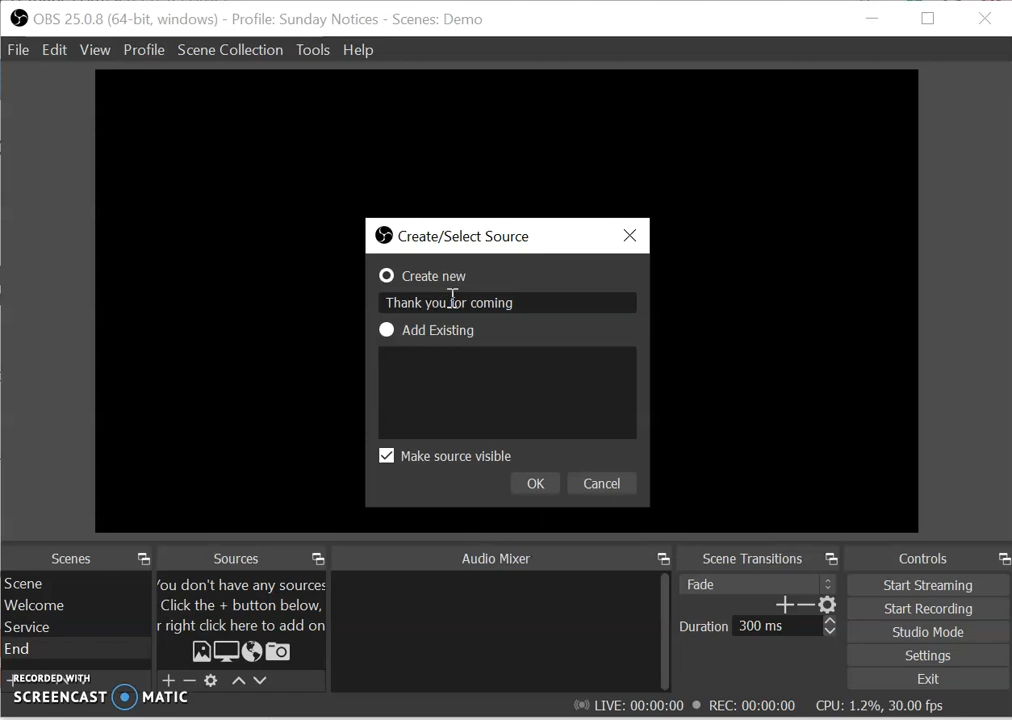 OBS 25.0.8 (64-bit, windows) - Profile: Sunday Notices - Scenes: Demo
File Edit View Profile Scene Collection Tools Help
Create/Select Source
Create new
Thank you for coming
Add Existing
Make source visible
OK Cancel
Scenes Sources Audio Mixer Scene Transitions Controls
Scene
Welcome
Service
End
You don't have any sources
Click the + button below,
r right click here to add on
Fade
Duration 300 ms
Start Streaming
Start Recording
Studio Mode
Settings
Exit
RECORDED WITH
SCREENCAST MATIC
LIVE: 00:00:00 REC: 00:00:00 CPU: 1.2%, 30.00 fps